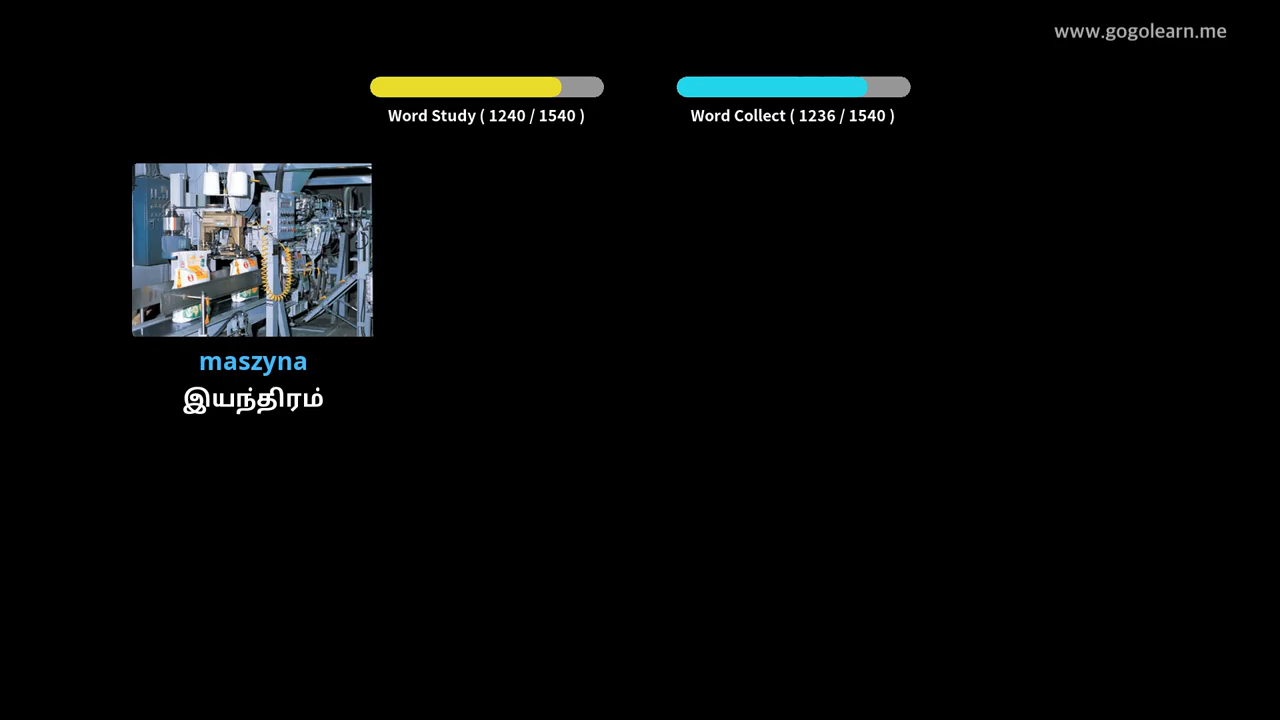 www.gogolearn.me
Word Study ( 1240 / 1540 )
Word Collect ( 1236 / 1540 )
maszyna
இயந்திரம்